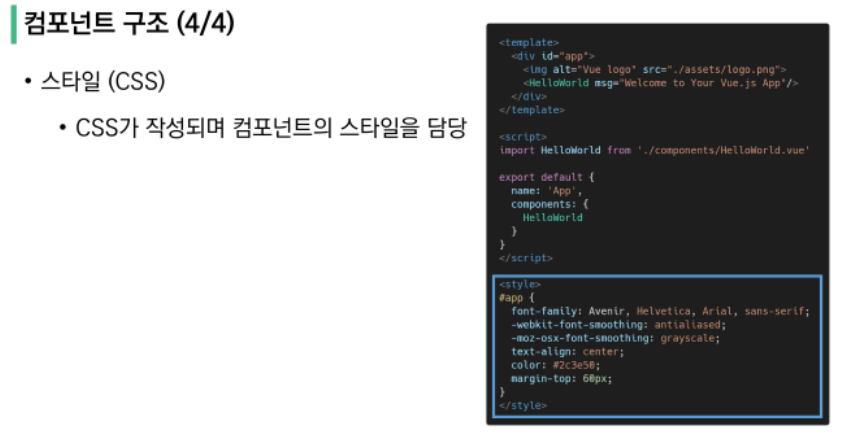 컴포넌트 구조 (4/4)
• 스타일 (CSS)
• CSS가 작성되며 컴포넌트의 스타일을 담당
<template>
  <div id="app">
    <img alt="Vue logo" src="./assets/logo.png">
    <HelloWorld msg="Welcome to Your Vue.js App"/>
  </div>
</template>
<script>
import HelloWorld from './components/HelloWorld.vue'
export default {
  name: 'App',
  components: {
    HelloWorld
  }
}
</script>
<style>
#app {
  font-family: Avenir, Helvetica, Arial, sans-serif;
  -webkit-font-smoothing: antialiased;
  -moz-osx-font-smoothing: grayscale;
  text-align: center;
  color: #2c3e50;
  margin-top: 60px;
}
</style>